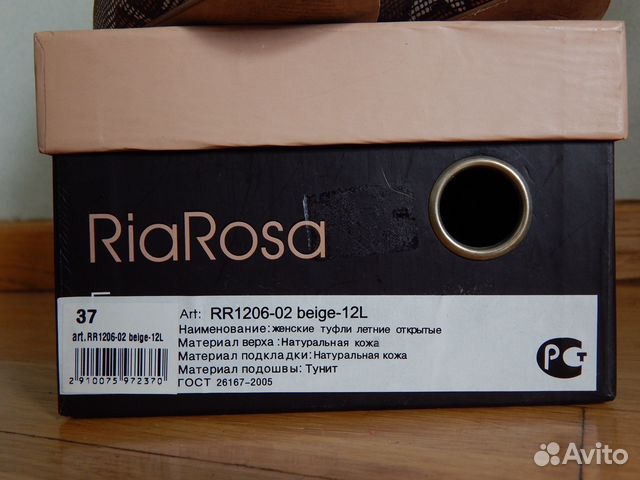 RiaRosa
37
art.RR1206-02 beige-12L
2 910075 972370
Art: RR1206-02 beige-12L
Наименование: женские туфли летние открытые
Материал верха: Натуральная кожа
Материал подкладки: Натуральная кожа
Материал подошвы: Тунит
ГОСТ 26167-2005
РСТ
Avito